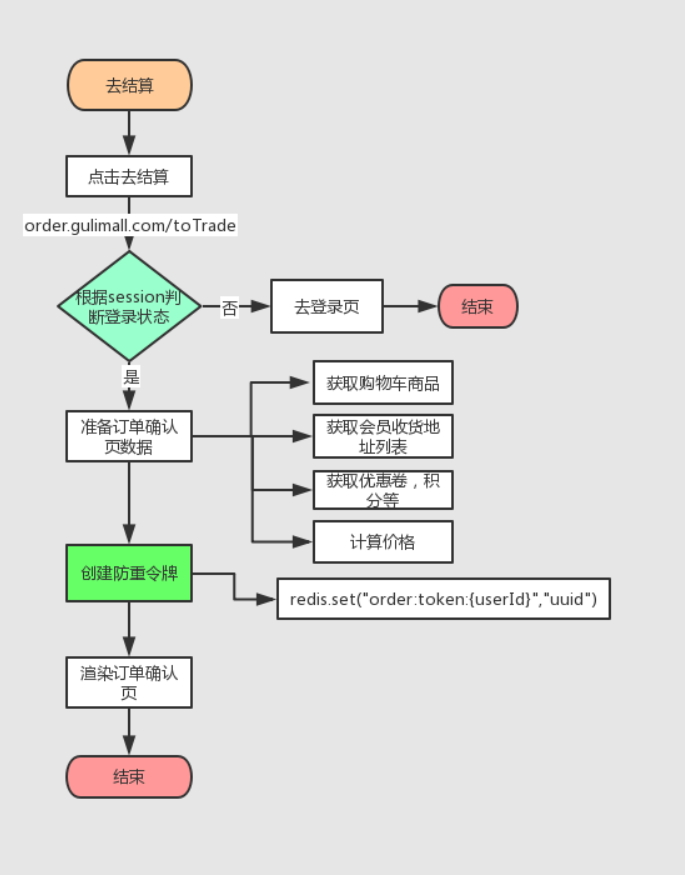 去结算
点击去结算
order.gulimall.com/toTrade
根据session判
断登录状态
否
去登录页
结束
是
获取购物车商品
准备订单确认
页数据
获取会员收货地
址列表
获取优惠卷，积
分等
计算价格
创建防重令牌
redis.set("order:token:{userId}","uuid")
渲染订单确认
页
结束